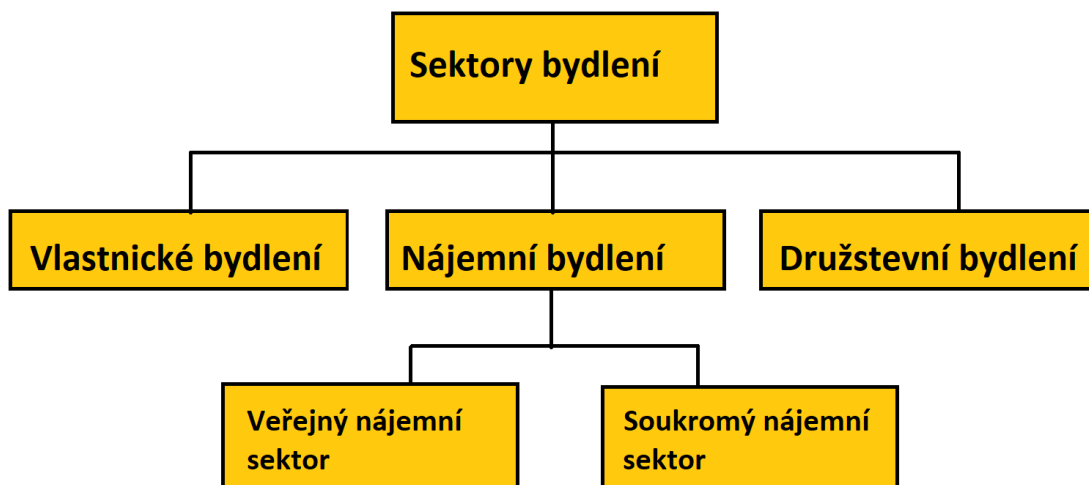 Sektory bydlení
Vlastnické bydlení
Nájemní bydlení
Družstevní bydlení
Veřejný nájemní
sektor
Soukromý nájemní
sektor